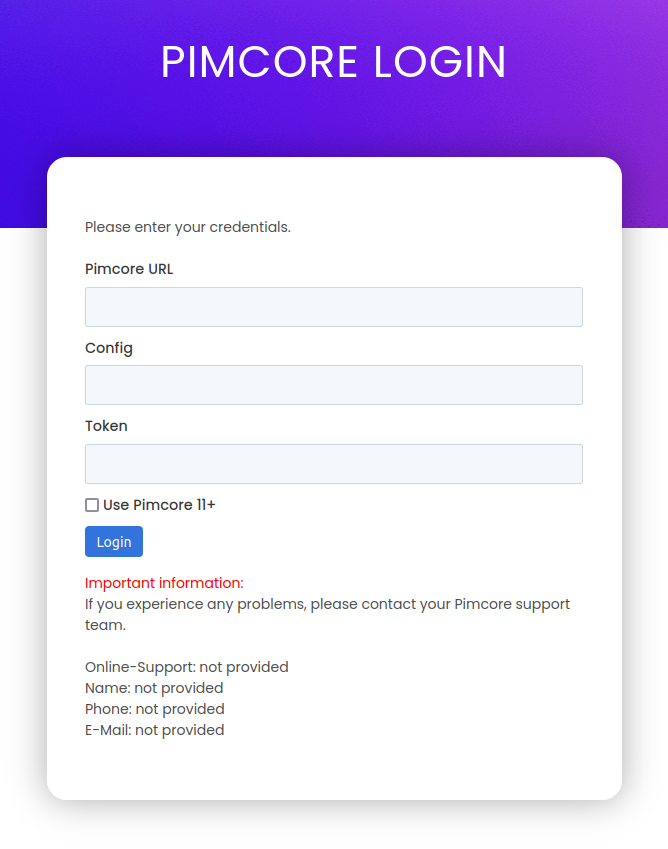 PIMCORE LOGIN
Please enter your credentials.
Pimcore URL
Config
Token
Use Pimcore 11+
Login
Important information:
If you experience any problems, please contact your Pimcore support
team.
Online-Support: not provided
Name: not provided
Phone: not provided
E-Mail: not provided